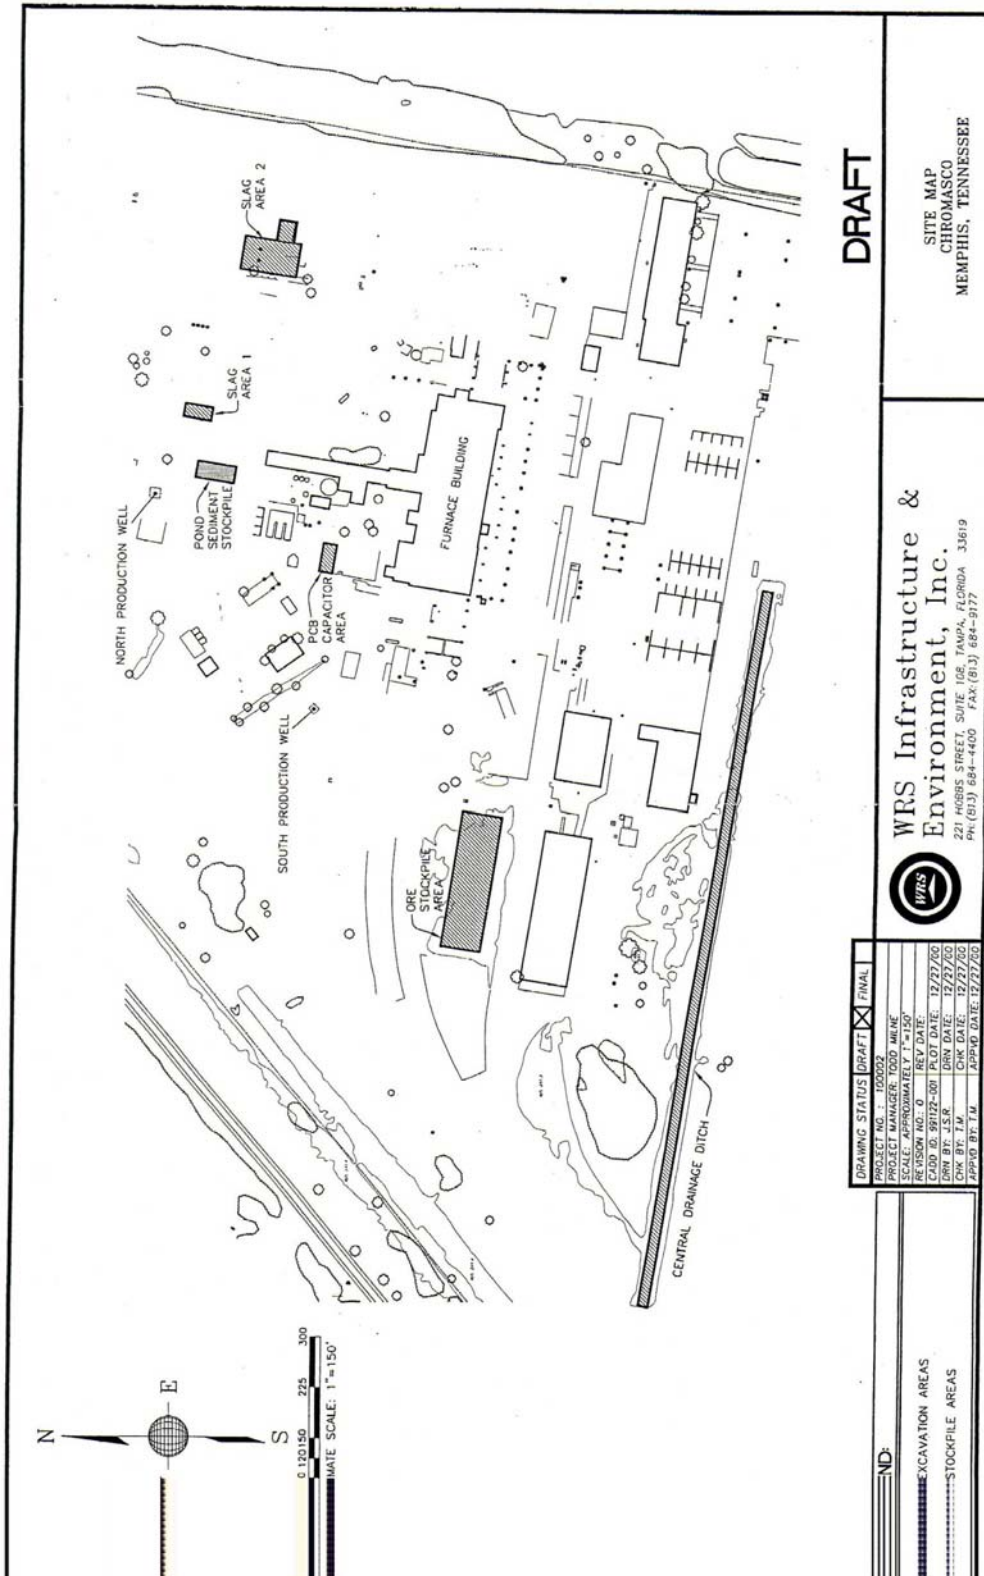 N
E
S
0 120150 225 300
MATE SCALE: 1"=150'
NORTH PRODUCTION WELL
SOUTH PRODUCTION WELL
POND
SEDIMENT
STOCKPILE
SLAG
AREA 1
SLAG
AREA 2
PCB
CAPACITOR
AREA
FURNACE BUILDING
ORE
STOCKPILE
AREA
CENTRAL DRAINAGE DITCH
DRAFT
ND:
EXCAVATION AREAS
STOCKPILE AREAS
DRAWING STATUS DRAFT FINAL
PROJECT NO.: 100002
PROJECT MANAGER: TODD MILNE
SCALE: APPROXIMATELY 1"=150'
REVISION NO.: 0 REV DATE:
CADD ID: 991122-001 PLOT DATE: 12/27/00
DRN BY: J.S.R. DRN DATE: 12/27/00
CHK BY: T.M. CHK DATE: 12/27/00
APPVD BY: T.M. APPVD DATE: 12/27/00
WRS
WRS Infrastructure &
Environment, Inc.
221 HOBBS STREET, SUITE 108, TAMPA, FLORIDA 33619
PH:(813) 684-4400 FAX:(813) 684-9177
SITE MAP
CHROMASCO
MEMPHIS, TENNESSEE